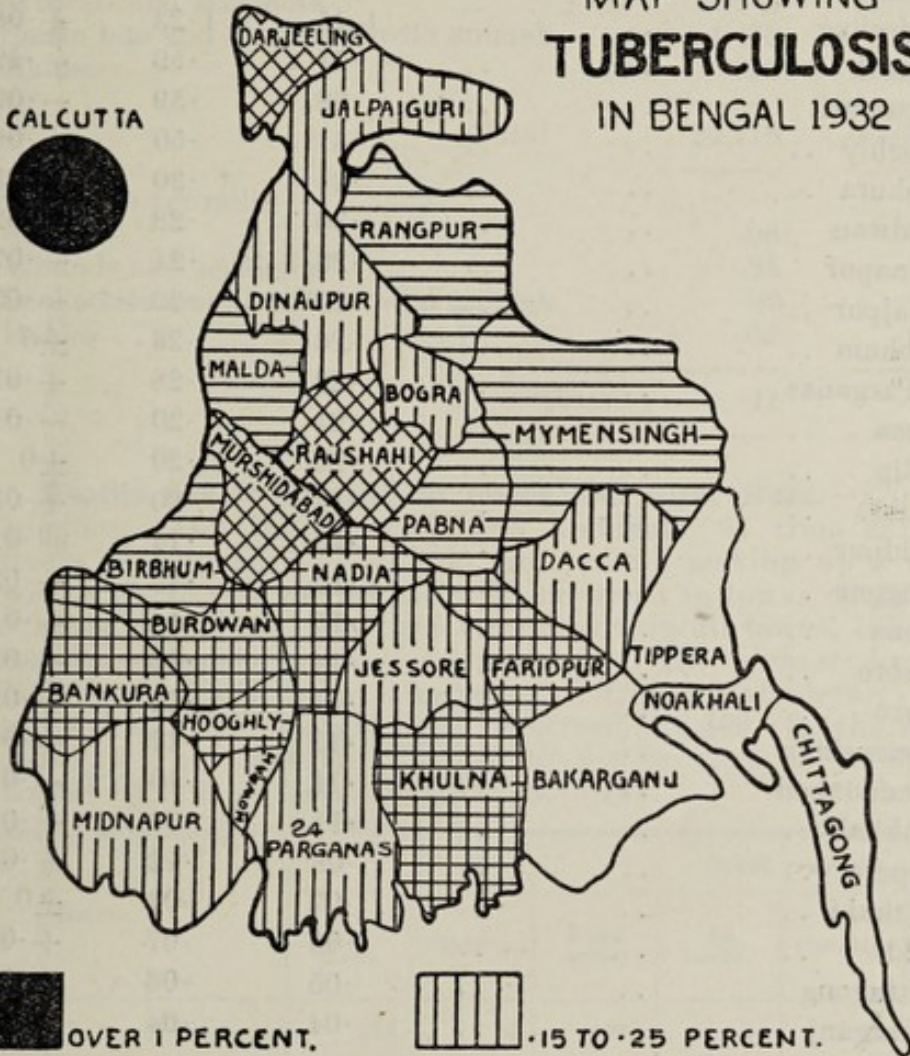 MAP SHOWING
TUBERCULOSIS
IN BENGAL 1932
CALCUTTA
DARJEELING
JALPAIGURI
RANGPUR
DINAJPUR
MALDA
BOGRA
MYMENSINGH
RAJSHAHI
MURSHIDABAD
PABNA
DACCA
BIRBHUM
NADIA
BURDWAN
TIPPERA
JESSORE
FARIDPUR
BANKURA
NOAKHALI
HOOGHLY
HOWRAH
CHITTAGONG
KHULNA
BAKARGANJ
MIDNAPUR
24
PARGANAS
OVER 1 PERCENT.
·15 TO ·25 PERCENT.